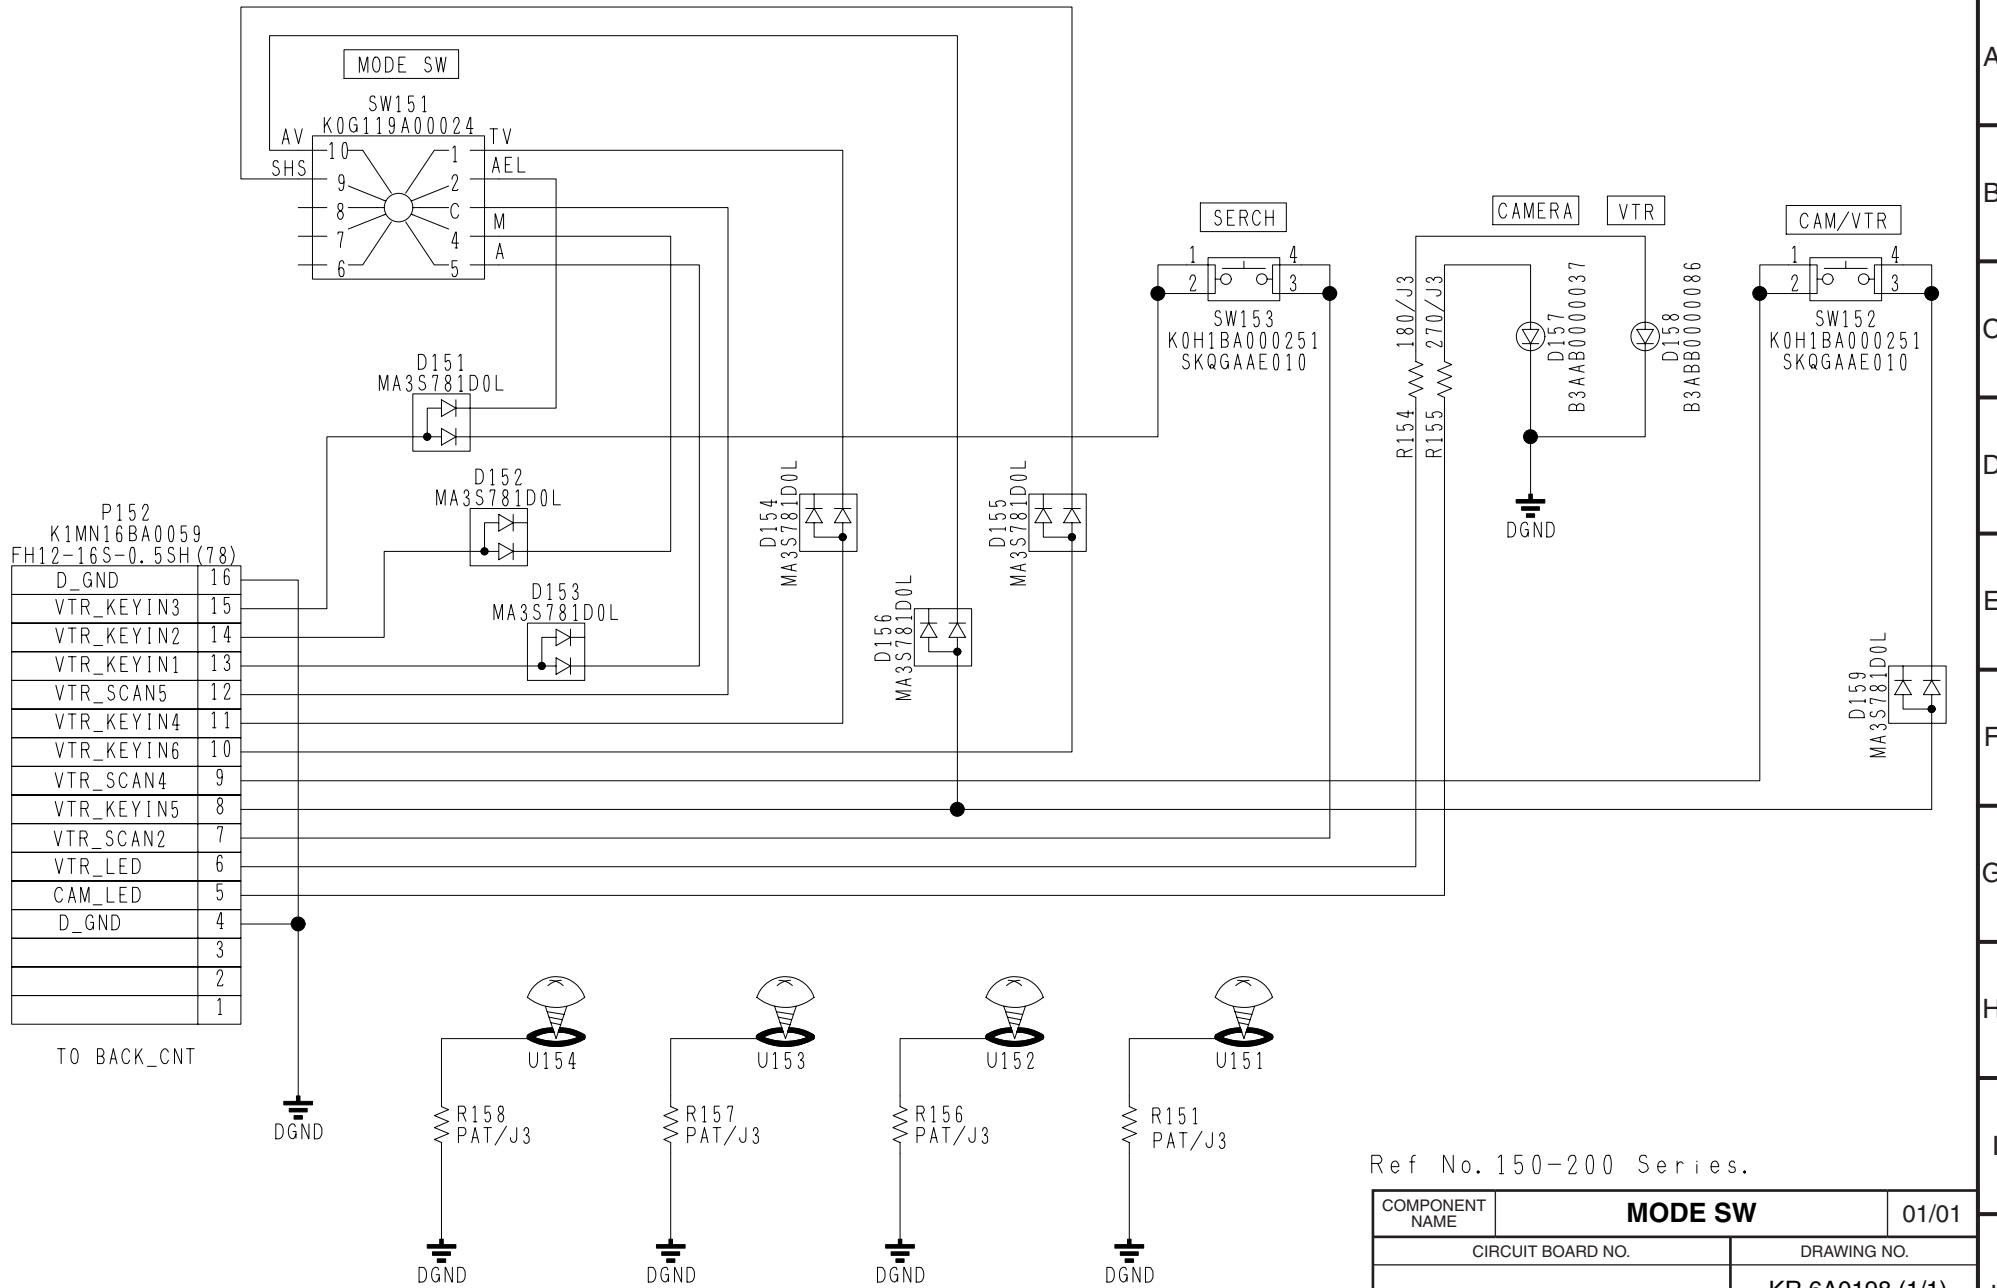 MODE SW
SW151
K0G119A00024
AV
SHS
10
9
8
7
6
1
2
C
4
5
TV
AEL
M
A
D151
MA3S781D0L
D152
MA3S781D0L
D153
MA3S781D0L
D154
MA3S781D0L
D155
MA3S781D0L
D156
MA3S781D0L
SERCH
1
2
4
3
SW153
K0H1BA000251
SKQGAAE010
CAMERA
VTR
R154 180/J3
R155 270/J3
D157
B3AAB0000037
D158
B3ABB0000086
DGND
CAM/VTR
1
2
4
3
SW152
K0H1BA000251
SKQGAAE010
D159
MA3S781D0L
P152
K1MN16BA0059
FH12-16S-0.5SH(78)
D_GND 16
VTR_KEYIN3 15
VTR_KEYIN2 14
VTR_KEYIN1 13
VTR_SCAN5 12
VTR_KEYIN4 11
VTR_KEYIN6 10
VTR_SCAN4 9
VTR_KEYIN5 8
VTR_SCAN2 7
VTR_LED 6
CAM_LED 5
D_GND 4
3
2
1
TO BACK_CNT
DGND
U154
R158
PAT/J3
DGND
U153
R157
PAT/J3
DGND
U152
R156
PAT/J3
DGND
U151
R151
PAT/J3
DGND
A
B
C
D
E
F
G
H
I
Ref No.150-200 Series.
COMPONENT NAME
MODE SW
01/01
CIRCUIT BOARD NO.
DRAWING NO.